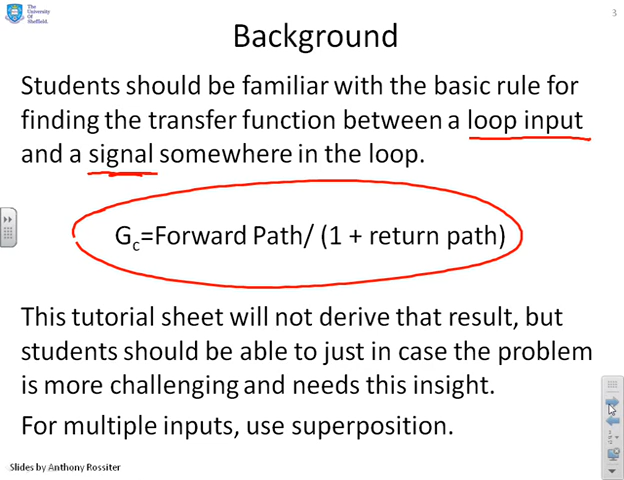 The
University
Of
Sheffield.
3
Background
Students should be familiar with the basic rule for
finding the transfer function between a loop input
and a signal somewhere in the loop.
Gc=Forward Path/ (1 + return path)
This tutorial sheet will not derive that result, but
students should be able to just in case the problem
is more challenging and needs this insight.
For multiple inputs, use superposition.
Slides by Anthony Rossiter